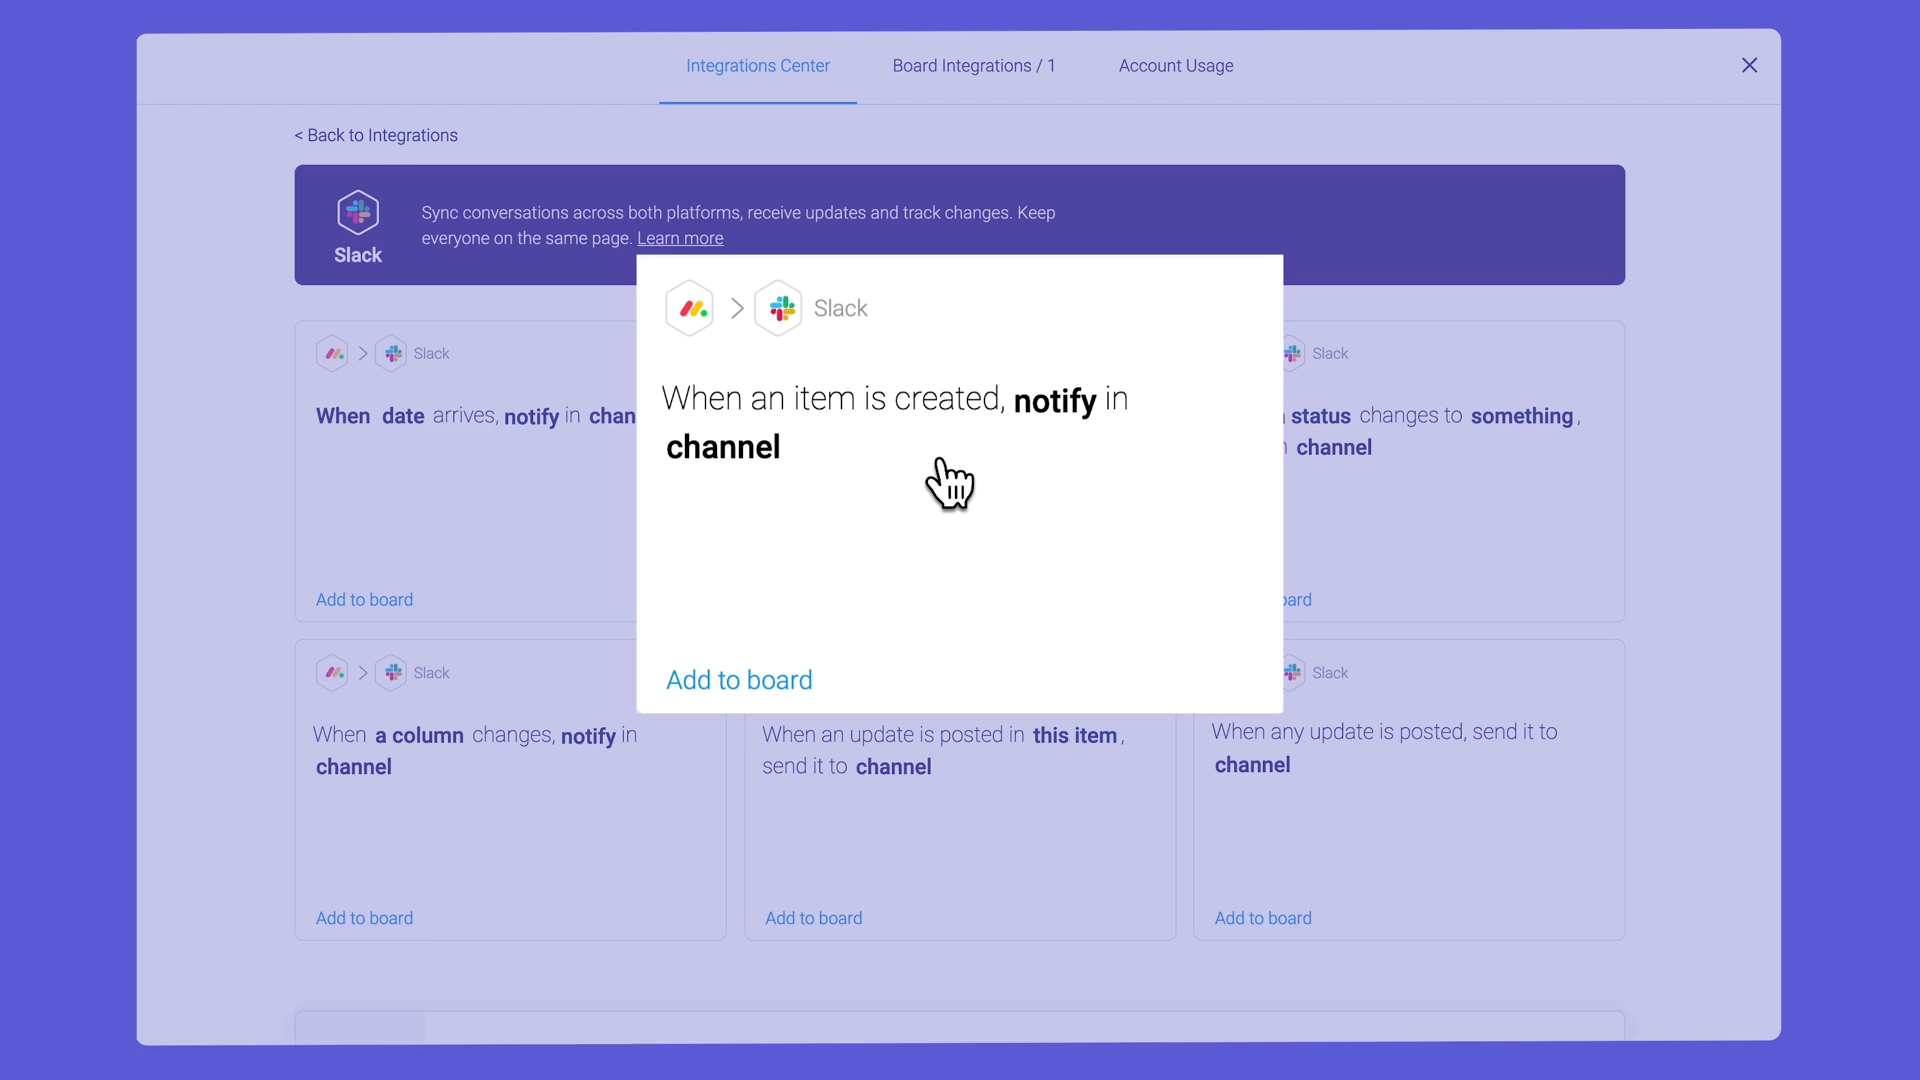 Integrations Center
Board Integrations / 1
Account Usage
< Back to Integrations
Slack
Sync conversations across both platforms, receive updates and track changes. Keep
everyone on the same page. Learn more
Slack
When date arrives, notify in chan
Add to board
Slack
When an item is created, notify in
channel
Add to board
Slack
status changes to something,
channel
Slack
When a column changes, notify in
channel
Add to board
When an update is posted in this item,
send it to channel
Add to board
Slack
When any update is posted, send it to
channel
Add to board